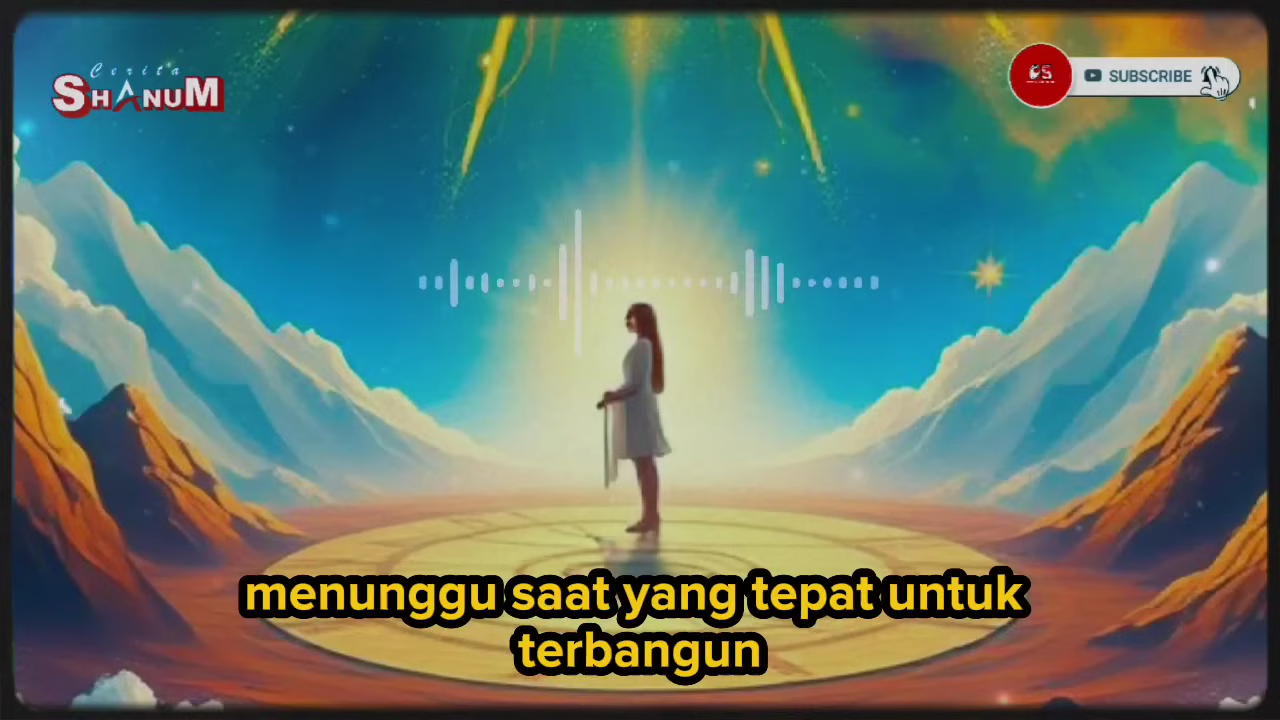 Cerita
SHANUM
SUBSCRIBE
menunggu saat yang tepat untuk
terbangun